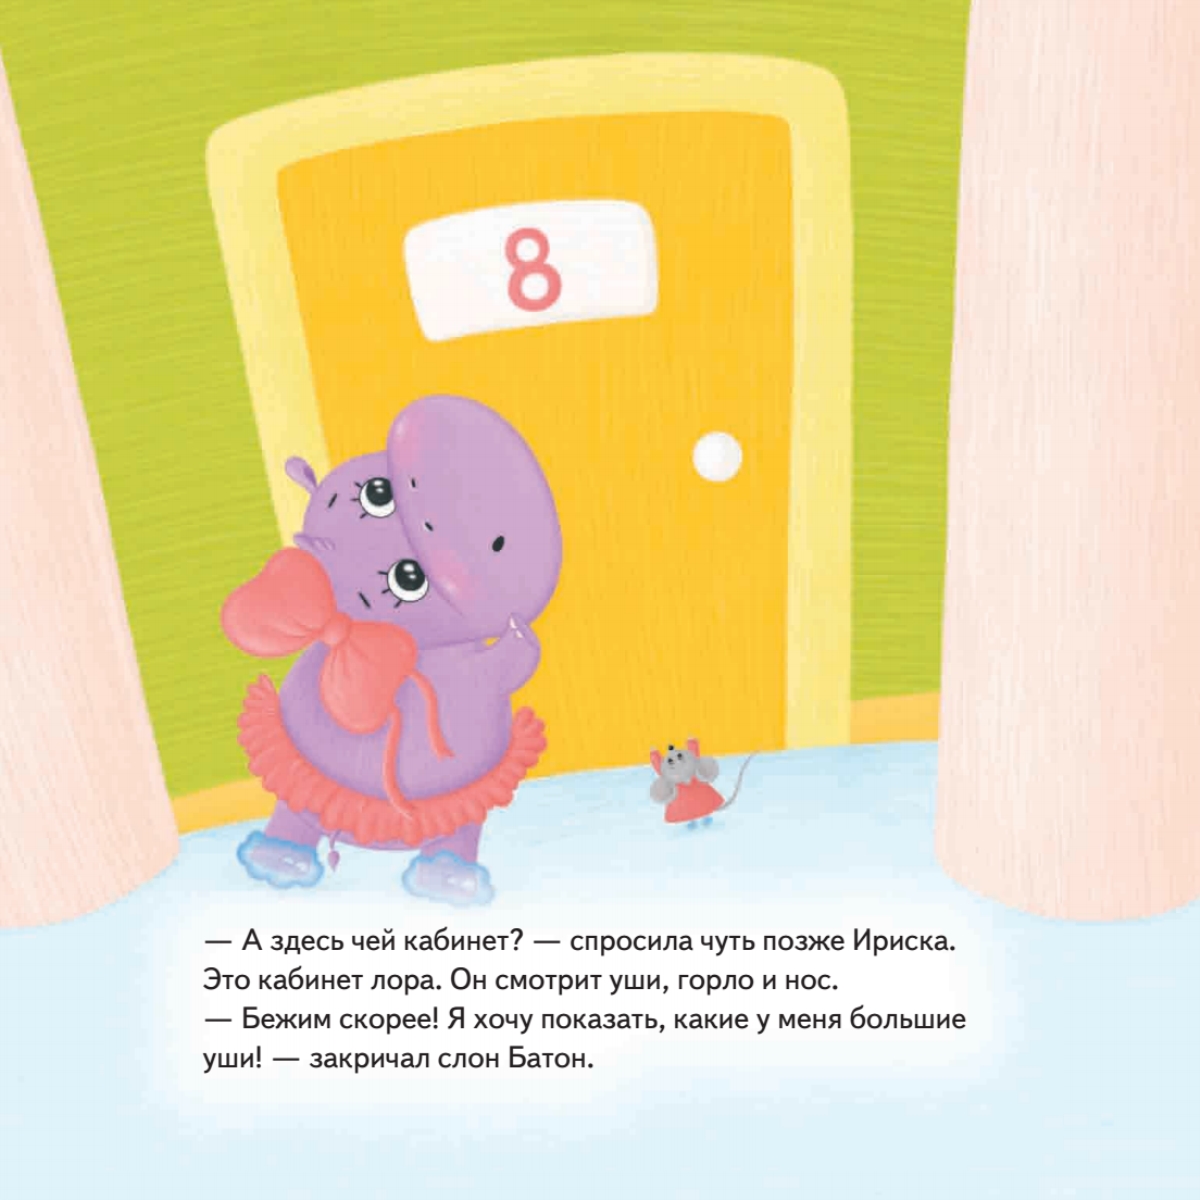 8
— А здесь чей кабинет? — спросила чуть позже Ириска.
Это кабинет лора. Он смотрит уши, горло и нос.
— Бежим скорее! Я хочу показать, какие у меня большие
уши! — закричал слон Батон.